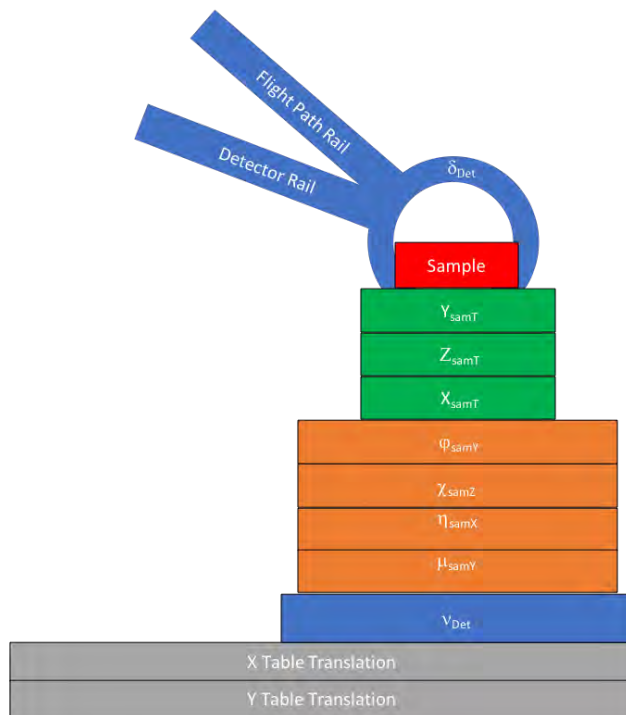 Flight Path Rail
Detector Rail
δDet
Sample
YsamT
ZsamT
XsamT
φsamY
χsamZ
ηsamX
μsamY
νDet
X Table Translation
Y Table Translation